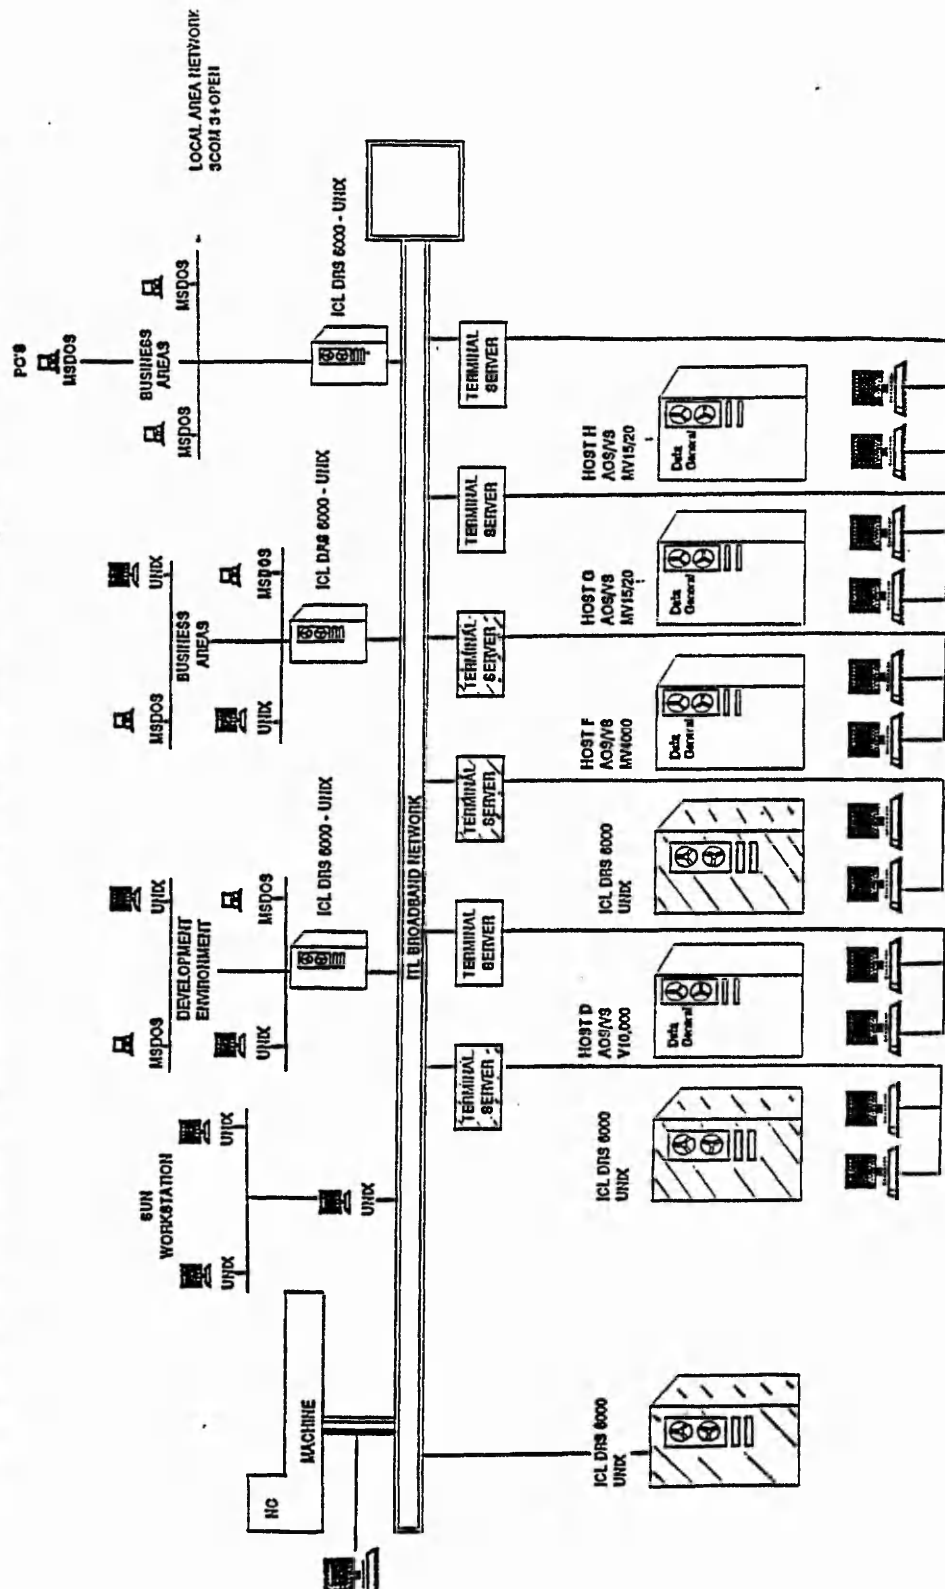 LOCAL AREA NETWORK
3COM 3+OPEN
PC'S
MSDOS
BUSINESS
AREAS
MSDOS
MSDOS
ICL DRS 6000 - UNIX
UNIX
MSDOS
BUSINESS
AREAS
MSDOS
UNIX
ICL DRS 6000 - UNIX
UNIX
MSDOS
DEVELOPMENT
ENVIRONMENT
MSDOS
UNIX
ICL DRS 6000 - UNIX
SUN
WORKSTATION
UNIX
UNIX
UNIX
NC
MACHINE
ITL BROADBAND NETWORK
TERMINAL
SERVER
TERMINAL
SERVER
TERMINAL
SERVER
TERMINAL
SERVER
TERMINAL
SERVER
TERMINAL
SERVER
HOST H
AOS/VS
MV15/20
Data
General
HOST G
AOS/VS
MV15/20
Data
General
HOST F
AOS/VS
MV4000
Data
General
ICL DRS 6000
UNIX
HOST D
AOS/VS
V10,000
Data
General
ICL DRS 6000
UNIX
ICL DRS 6000
UNIX